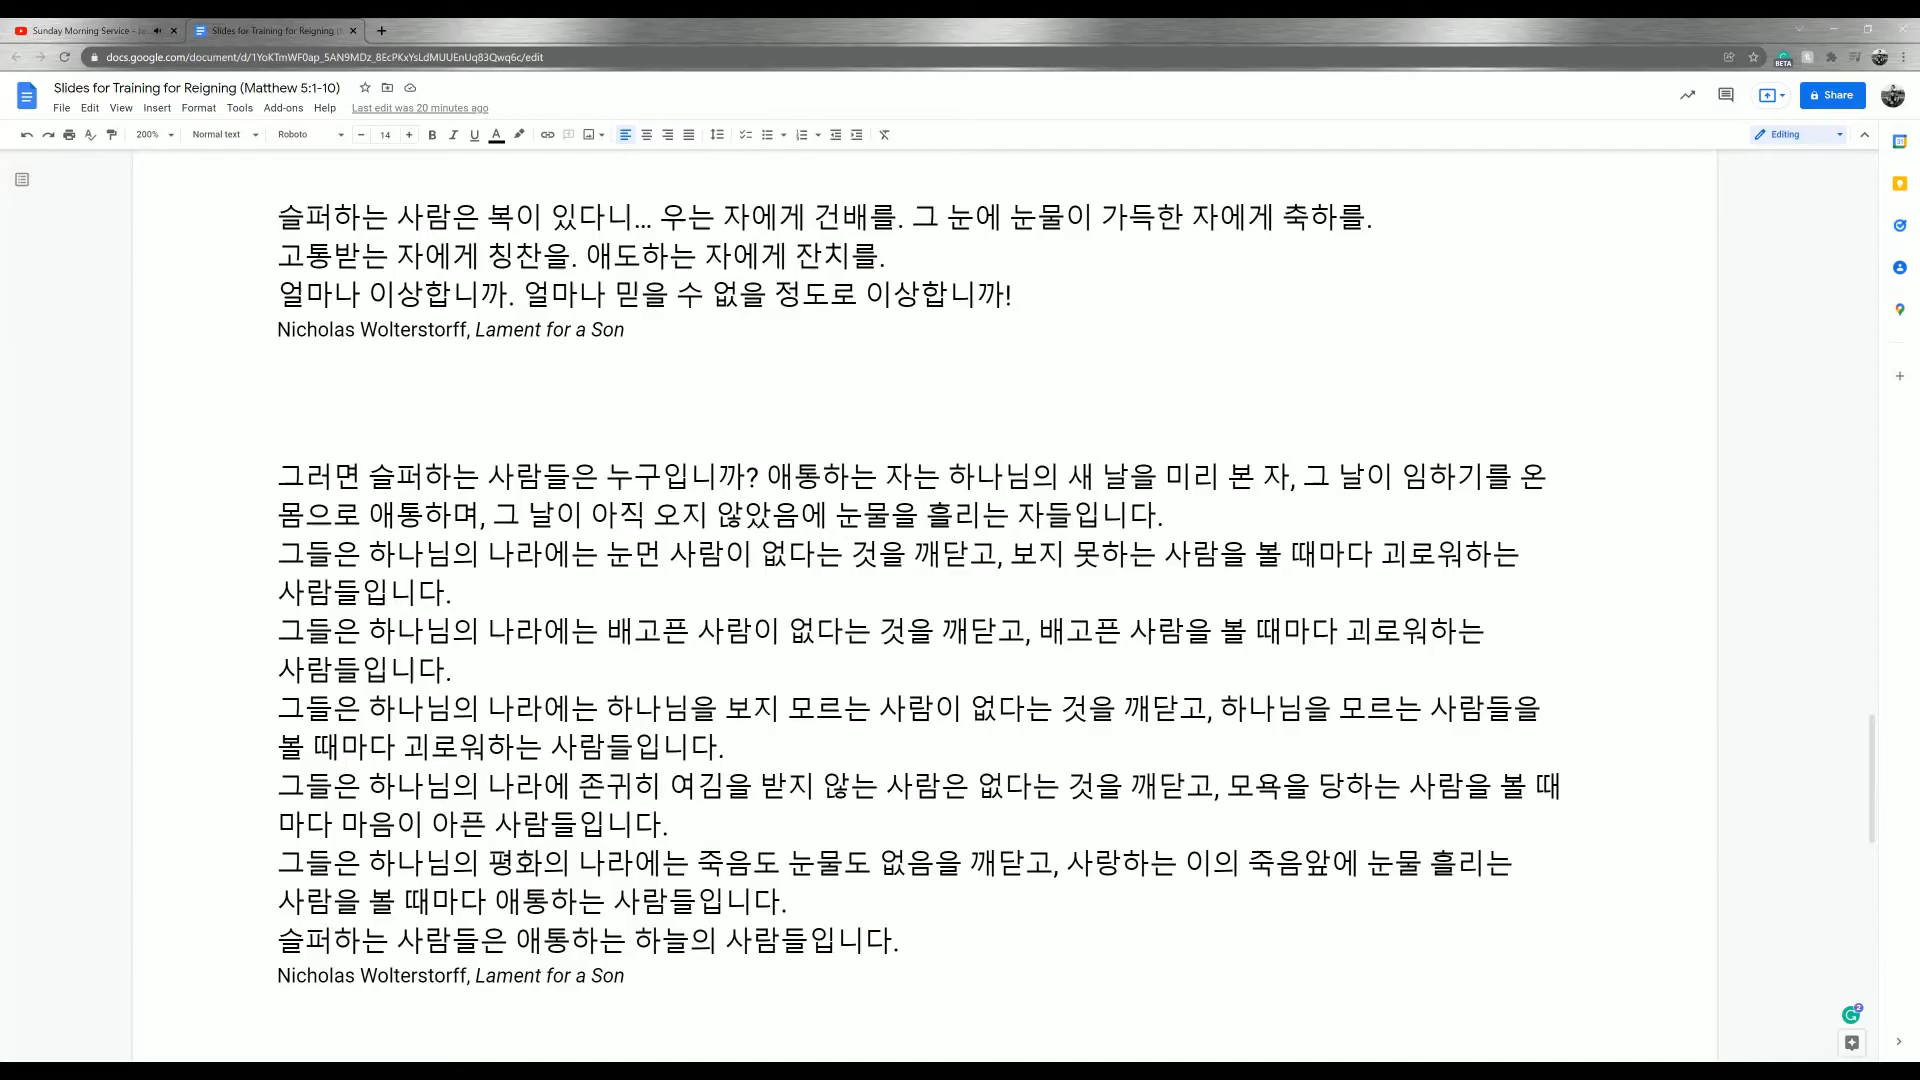 Sunday Morning Service -
Slides for Training for Reigning (
docs.google.com/document/d/1YoKTmWF0ap_5AN9MDz_8EcPKxYsLdMUUEnUq83Qwq6c/edit
BETA
Slides for Training for Reigning (Matthew 5:1-10)
File Edit View Insert Format Tools Add-ons Help Last edit was 20 minutes ago
Share
200% Normal text Roboto 14 Editing
슬퍼하는 사람은 복이 있다니... 우는 자에게 건배를. 그 눈에 눈물이 가득한 자에게 축하를.
고통받는 자에게 칭찬을. 애도하는 자에게 잔치를.
얼마나 이상합니까. 얼마나 믿을 수 없을 정도로 이상합니까!
Nicholas Wolterstorff, Lament for a Son
그러면 슬퍼하는 사람들은 누구입니까? 애통하는 자는 하나님의 새 날을 미리 본 자, 그 날이 임하기를 온
몸으로 애통하며, 그 날이 아직 오지 않았음에 눈물을 흘리는 자들입니다.
그들은 하나님의 나라에는 눈먼 사람이 없다는 것을 깨닫고, 보지 못하는 사람을 볼 때마다 괴로워하는
사람들입니다.
그들은 하나님의 나라에는 배고픈 사람이 없다는 것을 깨닫고, 배고픈 사람을 볼 때마다 괴로워하는
사람들입니다.
그들은 하나님의 나라에는 하나님을 보지 모르는 사람이 없다는 것을 깨닫고, 하나님을 모르는 사람들을
볼 때마다 괴로워하는 사람들입니다.
그들은 하나님의 나라에 존귀히 여김을 받지 않는 사람은 없다는 것을 깨닫고, 모욕을 당하는 사람을 볼 때
마다 마음이 아픈 사람들입니다.
그들은 하나님의 평화의 나라에는 죽음도 눈물도 없음을 깨닫고, 사랑하는 이의 죽음앞에 눈물 흘리는
사람을 볼 때마다 애통하는 사람들입니다.
슬퍼하는 사람들은 애통하는 하늘의 사람들입니다.
Nicholas Wolterstorff, Lament for a Son
2